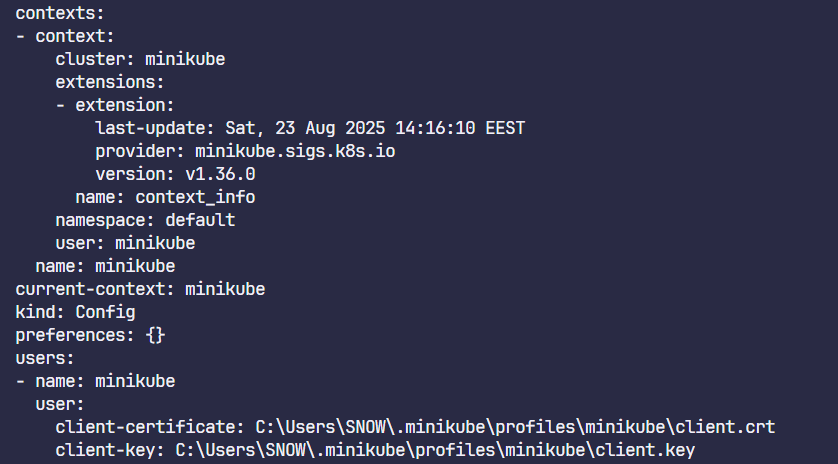 contexts:
- context:
    cluster: minikube
    extensions:
    - extension:
        last-update: Sat, 23 Aug 2025 14:16:10 EEST
        provider: minikube.sigs.k8s.io
        version: v1.36.0
      name: context_info
    namespace: default
    user: minikube
  name: minikube
current-context: minikube
kind: Config
preferences: {}
users:
- name: minikube
  user:
    client-certificate: C:\Users\SNOW\.minikube\profiles\minikube\client.crt
    client-key: C:\Users\SNOW\.minikube\profiles\minikube\client.key